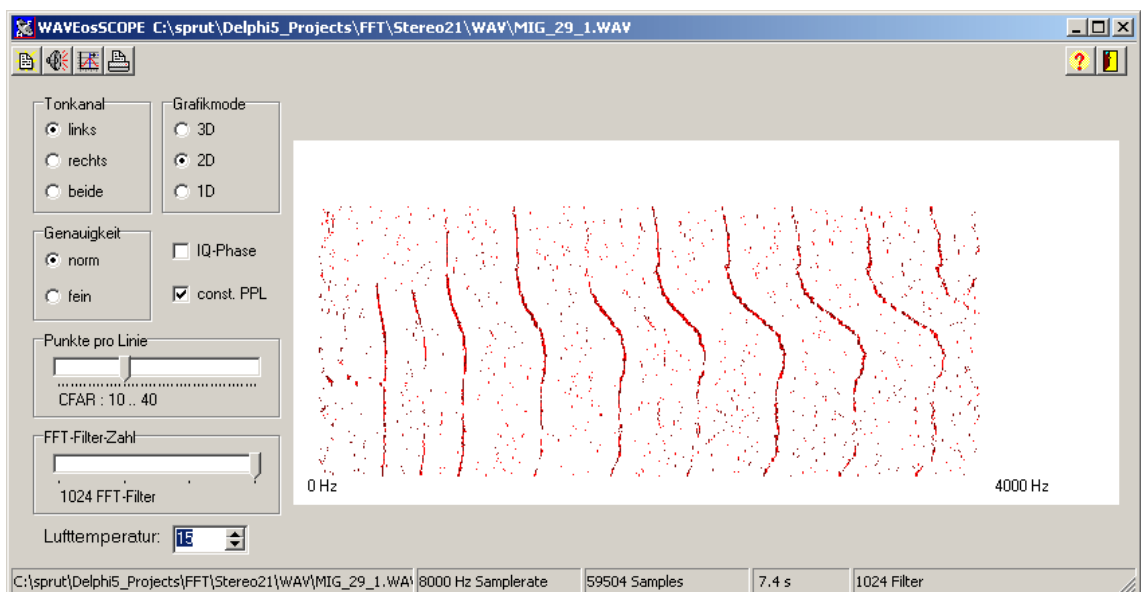 WAVEosSCOPE C:\sprut\Delphi5_Projects\FFT\Stereo21\WAV\MIG_29_1.WAV
Tonkanal
links
rechts
beide
Grafikmode
3D
2D
1D
Genauigkeit
norm
fein
IQ-Phase
const. PPL
Punkte pro Linie
CFAR : 10 .. 40
FFT-Filter-Zahl
1024 FFT-Filter
Lufttemperatur: 15
0 Hz
4000 Hz
C:\sprut\Delphi5_Projects\FFT\Stereo21\WAV\MIG_29_1.WA\ 8000 Hz Samplerate 59504 Samples 7.4 s 1024 Filter